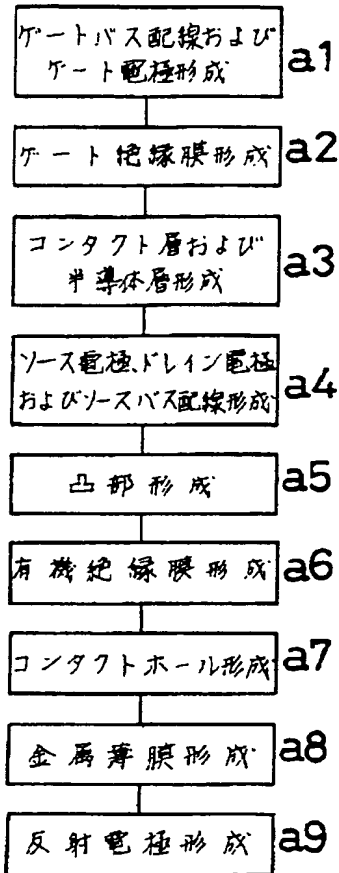 ゲートバス配線および
ゲート電極形成
a1
ゲート絶縁膜形成
a2
コンタクト層および
半導体層形成
a3
ソース電極、ドレイン電極
およびソースバス配線形成
a4
凸部形成
a5
有機絶縁膜形成
a6
コンタクトホール形成
a7
金属薄膜形成
a8
反射電極形成
a9